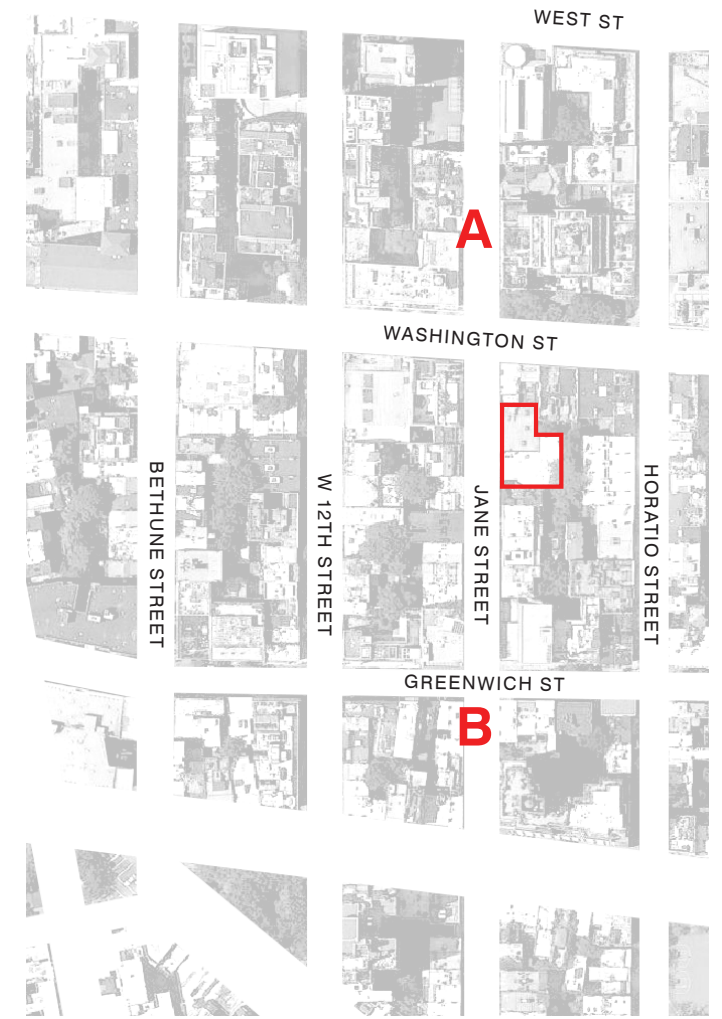 WEST ST
A
WASHINGTON ST
BETHUNE STREET
W 12TH STREET
JANE STREET
HORATIO STREET
GREENWICH ST
B